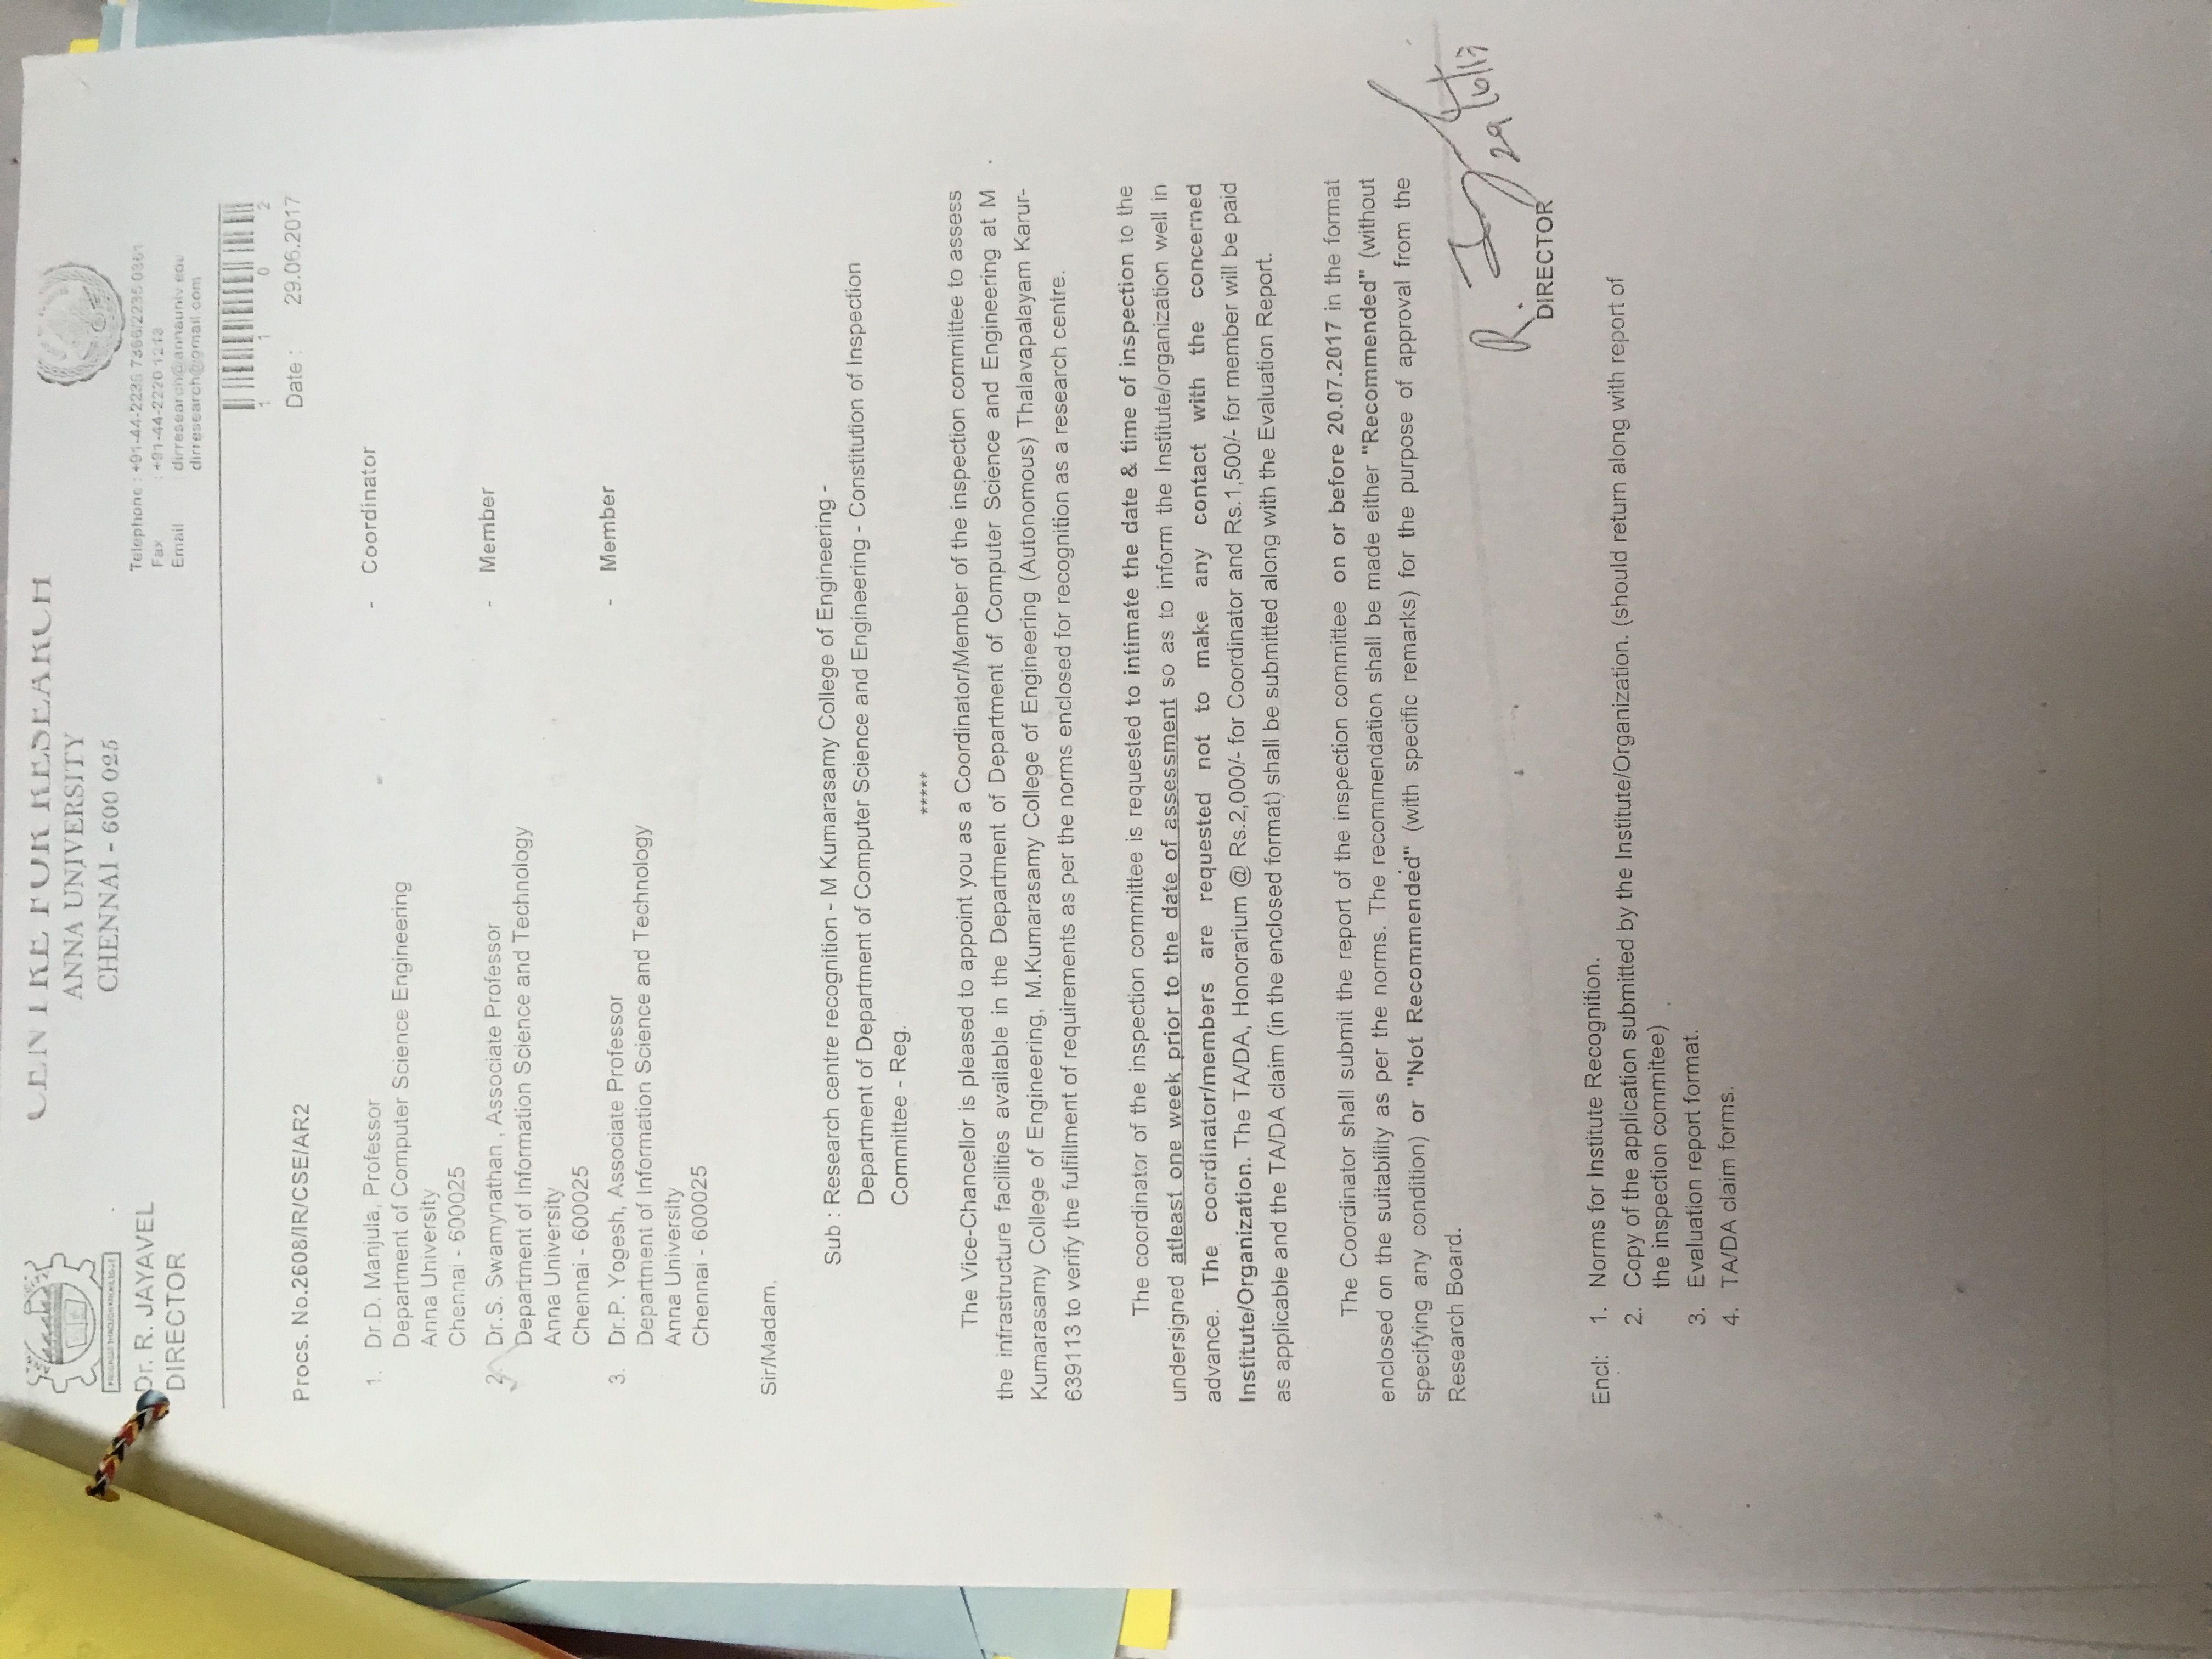 CENTRE FOR RESEARCH
ANNA UNIVERSITY
CHENNAI - 600 025
PROGRESS THROUGH KNOWLEDGE
Dr. R. JAYAVEL
DIRECTOR
Telephone : +91-44-2235 7366/2235 0361
Fax : +91-44-2220 1213
Email : dirresearch@annauniv.edu
dirresearch@gmail.com
1 1 0 2
Procs. No.2608/IR/CSE/AR2
Date : 29.06.2017
1. Dr.D. Manjula, Professor - Coordinator
Department of Computer Science Engineering
Anna University
Chennai - 600025
2. Dr.S. Swamynathan , Associate Professor - Member
Department of Information Science and Technology
Anna University
Chennai - 600025
3. Dr.P. Yogesh, Associate Professor - Member
Department of Information Science and Technology
Anna University
Chennai - 600025
Sir/Madam,
Sub : Research centre recognition - M Kumarasamy College of Engineering -
Department of Department of Computer Science and Engineering - Constitution of Inspection
Committee - Reg.
*****
The Vice-Chancellor is pleased to appoint you as a Coordinator/Member of the inspection committee to assess
the infrastructure facilities available in the Department of Department of Computer Science and Engineering at M
Kumarasamy College of Engineering, M.Kumarasamy College of Engineering (Autonomous) Thalavapalayam Karur-
639113 to verify the fulfillment of requirements as per the norms enclosed for recognition as a research centre.
The coordinator of the inspection committee is requested to intimate the date & time of inspection to the
undersigned atleast one week prior to the date of assessment so as to inform the Institute/organization well in
advance. The coordinator/members are requested not to make any contact with the concerned
Institute/Organization. The TA/DA, Honorarium @ Rs.2,000/- for Coordinator and Rs.1,500/- for member will be paid
as applicable and the TA/DA claim (in the enclosed format) shall be submitted along with the Evaluation Report.
The Coordinator shall submit the report of the inspection committee on or before 20.07.2017 in the format
enclosed on the suitability as per the norms. The recommendation shall be made either "Recommended" (without
specifying any condition) or "Not Recommended" (with specific remarks) for the purpose of approval from the
Research Board.
R. 29/6/17
DIRECTOR
Encl: 1. Norms for Institute Recognition.
2. Copy of the application submitted by the Institute/Organization. (should return along with report of
the inspection commitee)
3. Evaluation report format.
4. TA/DA claim forms.